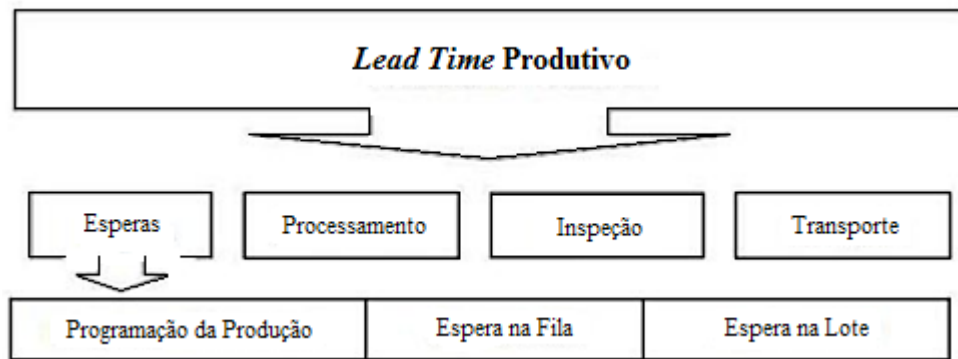 Lead Time Produtivo
Esperas
Processamento
Inspeção
Transporte
Programação da Produção
Espera na Fila
Espera na Lote